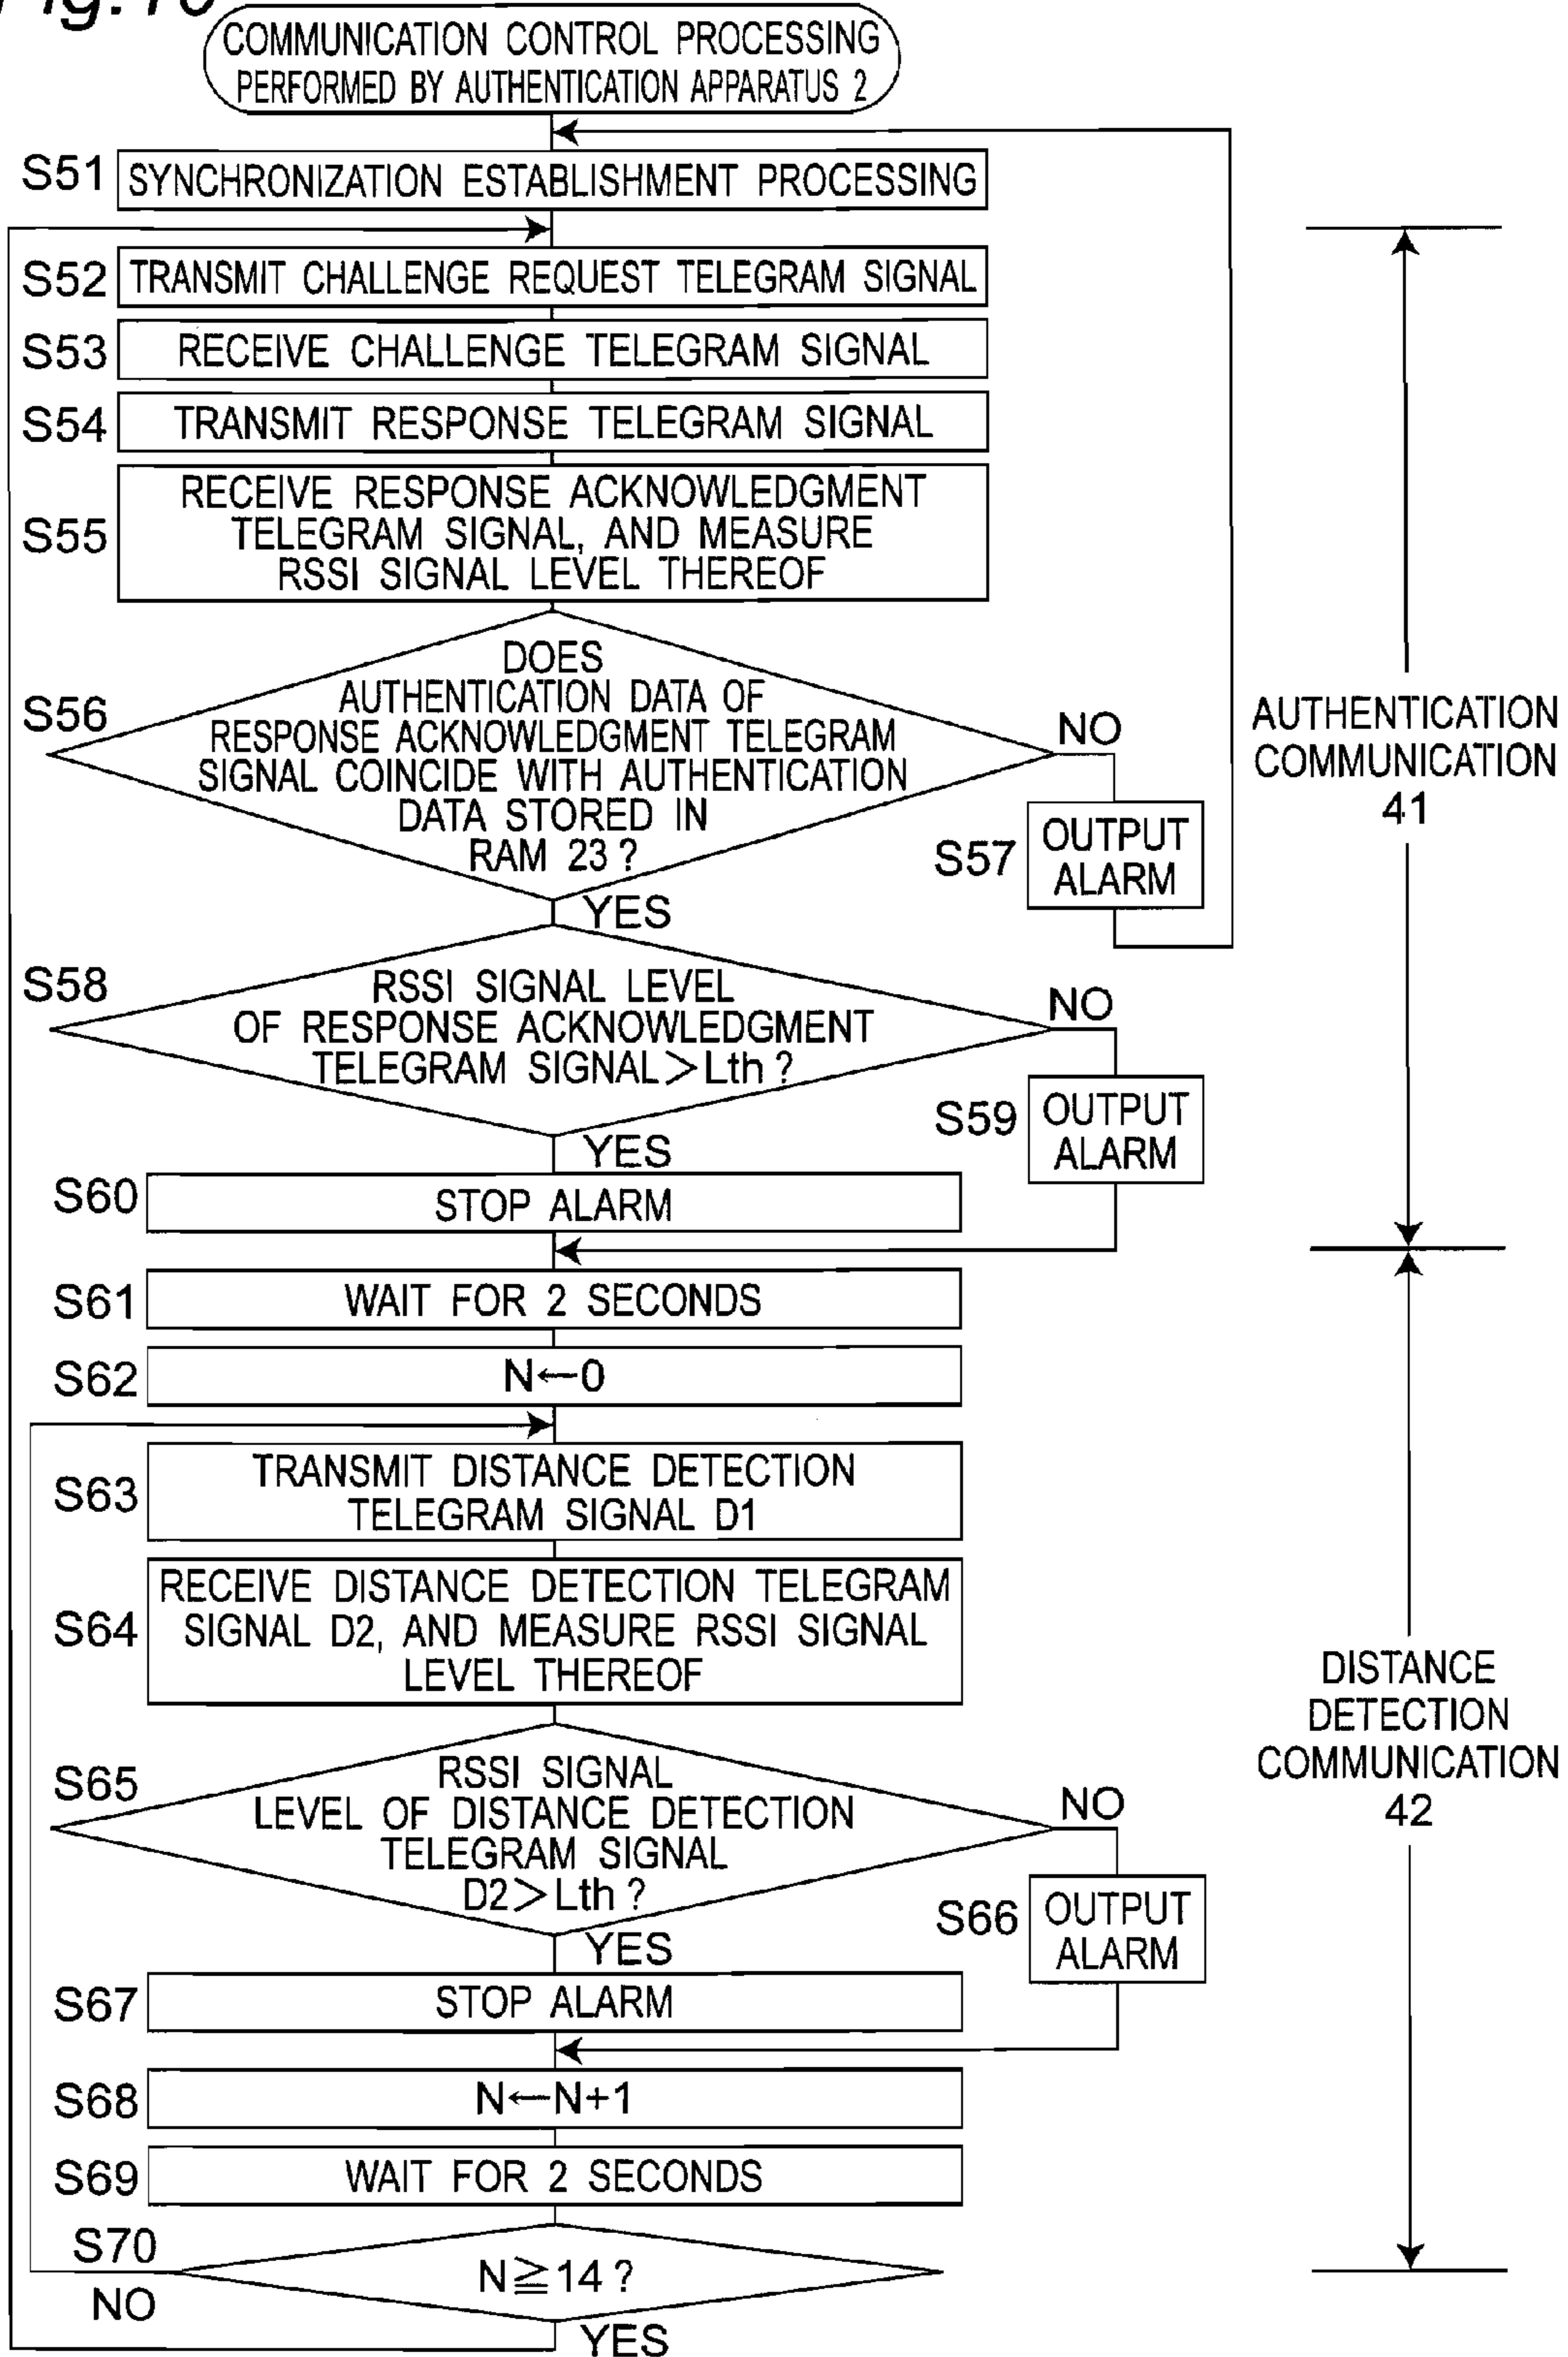 COMMUNICATION CONTROL PROCESSING
PERFORMED BY AUTHENTICATION APPARATUS 2
S51
SYNCHRONIZATION ESTABLISHMENT PROCESSING
S52
TRANSMIT CHALLENGE REQUEST TELEGRAM SIGNAL
S53
RECEIVE CHALLENGE TELEGRAM SIGNAL
S54
TRANSMIT RESPONSE TELEGRAM SIGNAL
S55
RECEIVE RESPONSE ACKNOWLEDGMENT
TELEGRAM SIGNAL, AND MEASURE
RSSI SIGNAL LEVEL THEREOF
S56
DOES
AUTHENTICATION DATA OF
RESPONSE ACKNOWLEDGMENT TELEGRAM
SIGNAL COINCIDE WITH AUTHENTICATION
DATA STORED IN
RAM 23?
NO
S57
OUTPUT
ALARM
YES
AUTHENTICATION
COMMUNICATION
41
S58
RSSI SIGNAL LEVEL
OF RESPONSE ACKNOWLEDGMENT
TELEGRAM SIGNAL>Lth?
NO
S59
OUTPUT
ALARM
YES
S60
STOP ALARM
S61
WAIT FOR 2 SECONDS
S62
N←0
S63
TRANSMIT DISTANCE DETECTION
TELEGRAM SIGNAL D1
S64
RECEIVE DISTANCE DETECTION TELEGRAM
SIGNAL D2, AND MEASURE RSSI SIGNAL
LEVEL THEREOF
DISTANCE
DETECTION
COMMUNICATION
42
S65
RSSI SIGNAL
LEVEL OF DISTANCE DETECTION
TELEGRAM SIGNAL
D2>Lth?
NO
S66
OUTPUT
ALARM
YES
S67
STOP ALARM
S68
N←N+1
S69
WAIT FOR 2 SECONDS
S70
N≧14?
NO
YES